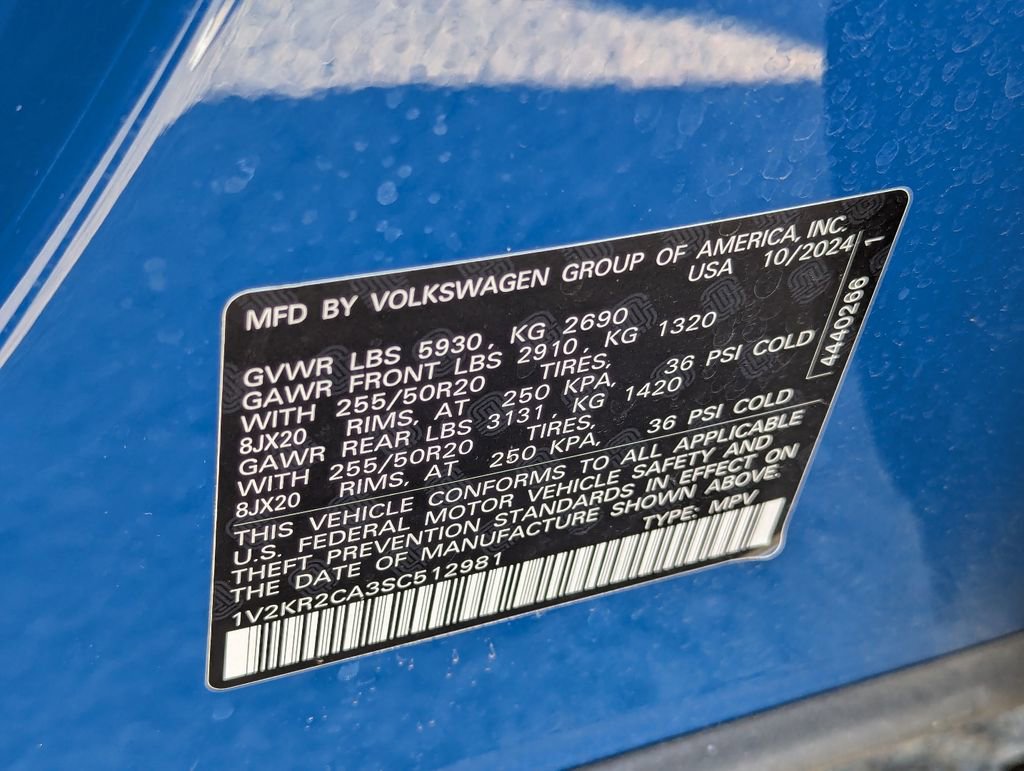 MFD BY VOLKSWAGEN GROUP OF AMERICA, INC.
USA 10/2024
GVWR LBS 5930, KG 2690
GAWR FRONT LBS 2910, KG 1320
WITH 255/50R20 TIRES,
8JX20 RIMS, AT 250 KPA, 36 PSI COLD
GAWR REAR LBS 3131, KG 1420
WITH 255/50R20 TIRES,
8JX20 RIMS, AT 250 KPA, 36 PSI COLD
THIS VEHICLE CONFORMS TO ALL APPLICABLE
U.S. FEDERAL MOTOR VEHICLE SAFETY AND
THEFT PREVENTION STANDARDS IN EFFECT ON
THE DATE OF MANUFACTURE SHOWN ABOVE.
1V2KR2CA3SC512981 TYPE: MPV
4440266 1